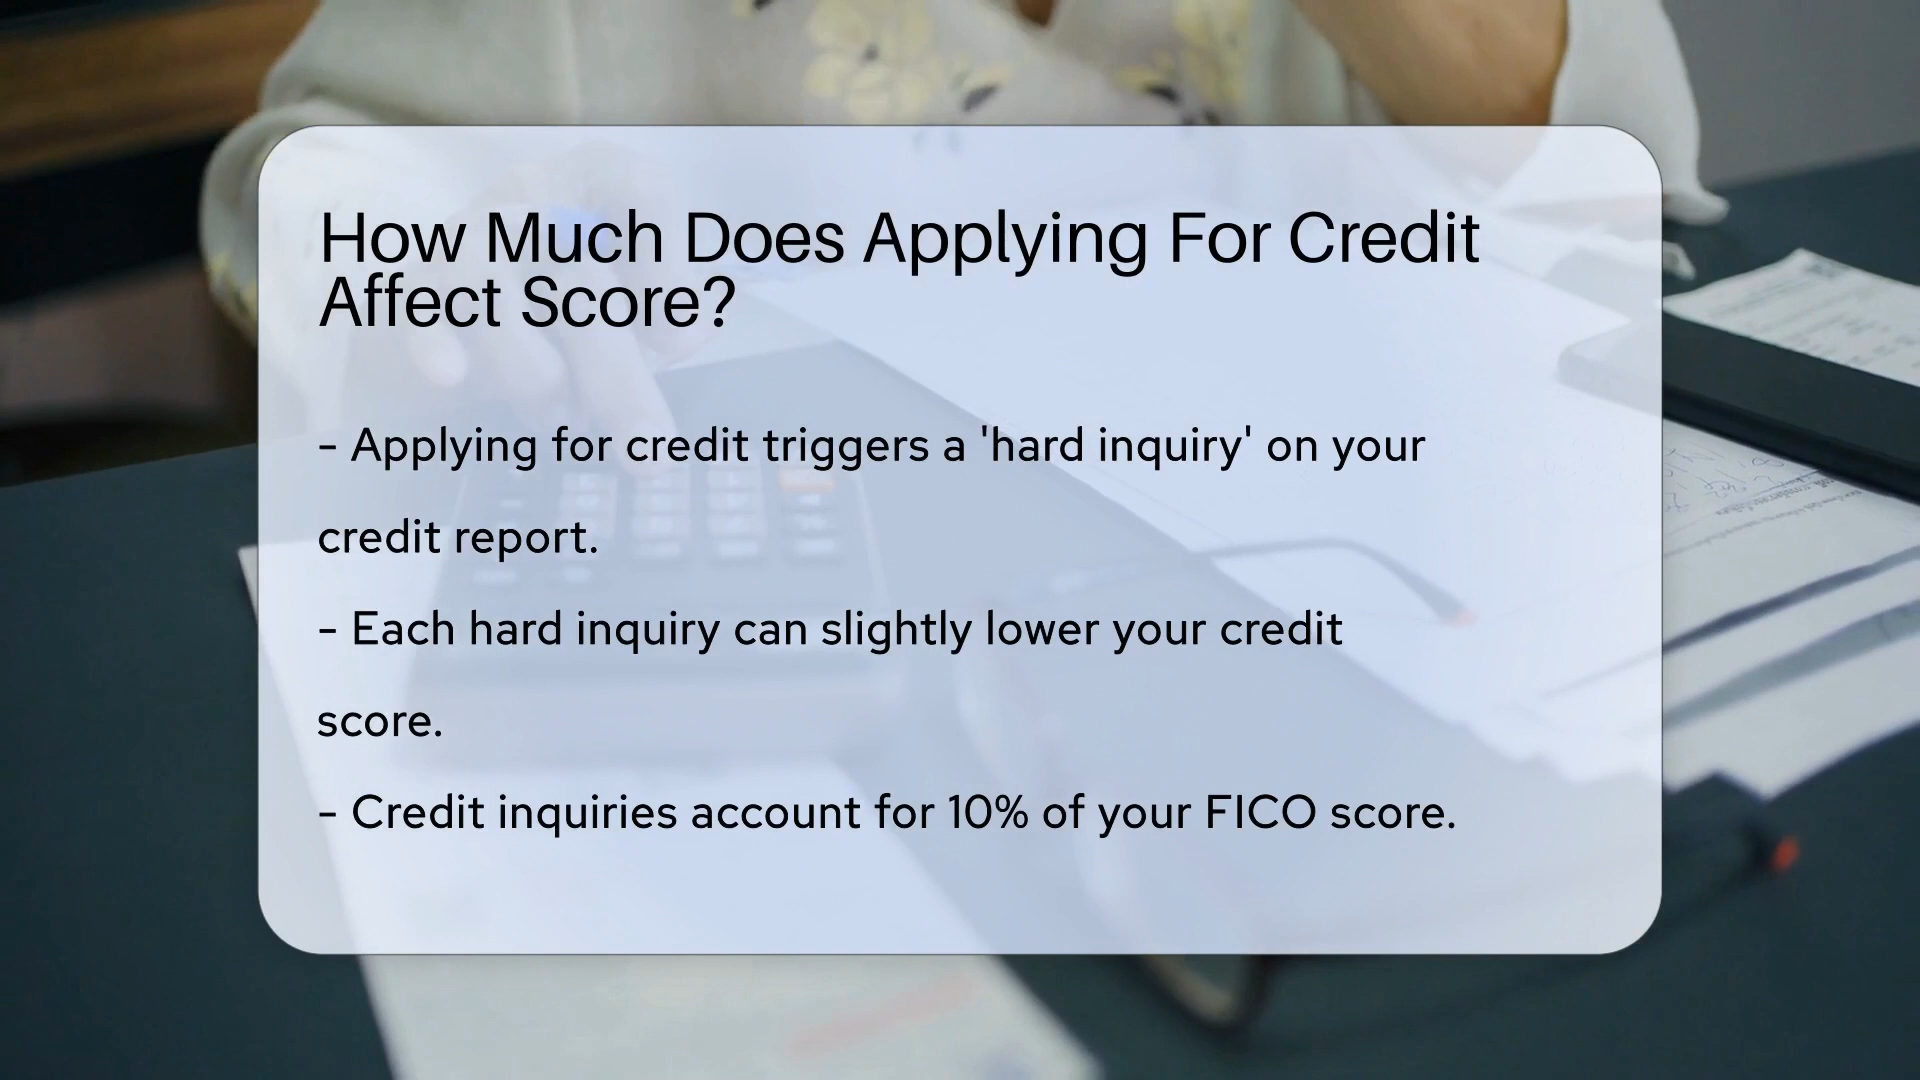 How Much Does Applying For Credit
Affect Score?
- Applying for credit triggers a 'hard inquiry' on your
credit report.
- Each hard inquiry can slightly lower your credit
score.
- Credit inquiries account for 10% of your FICO score.